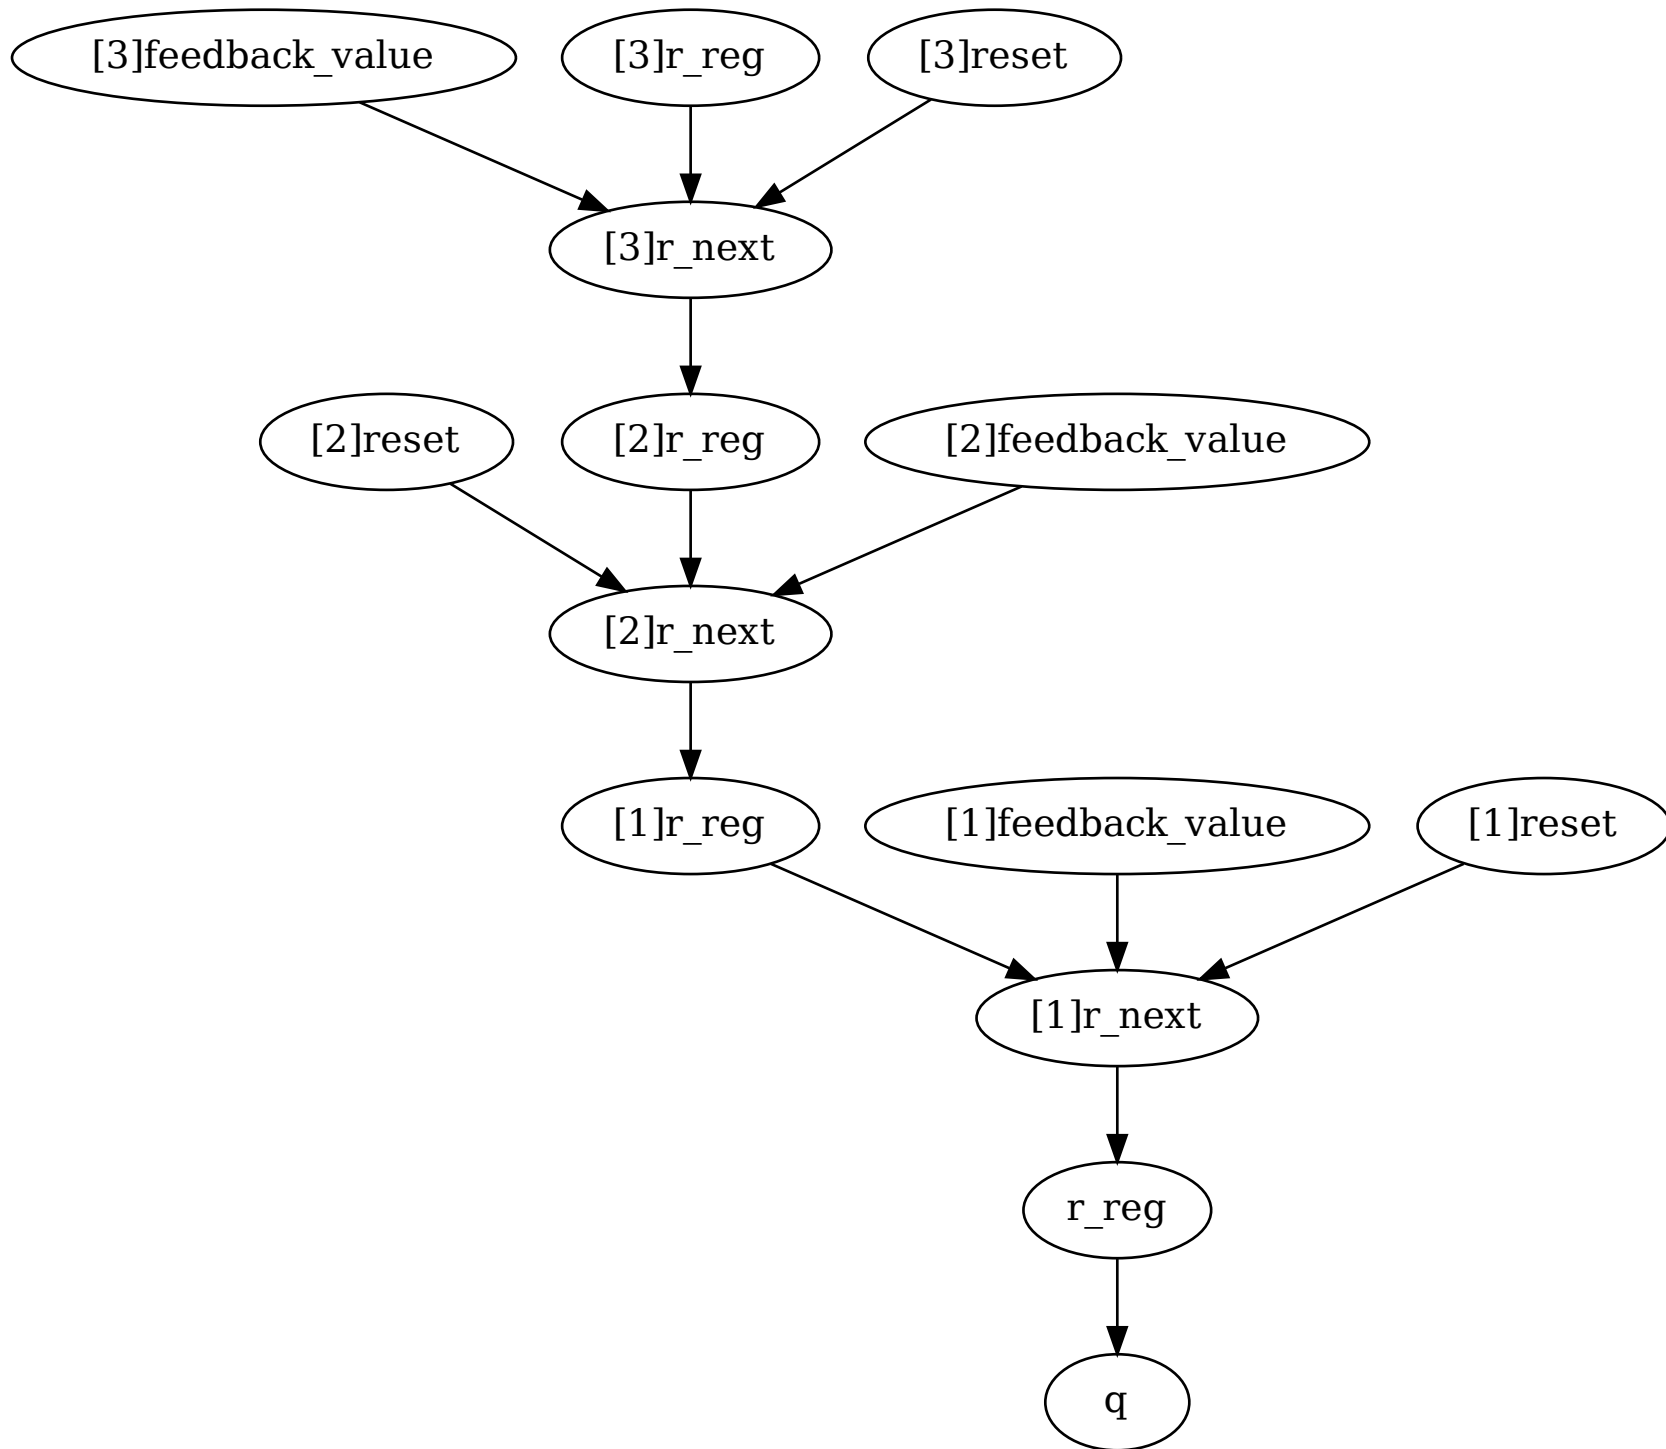 [3]feedback_value
[3]r_reg
[3]reset
[3]r_next
[2]reset
[2]r_reg
[2]feedback_value
[2]r_next
[1]r_reg
[1]feedback_value
[1]reset
[1]r_next
r_reg
q